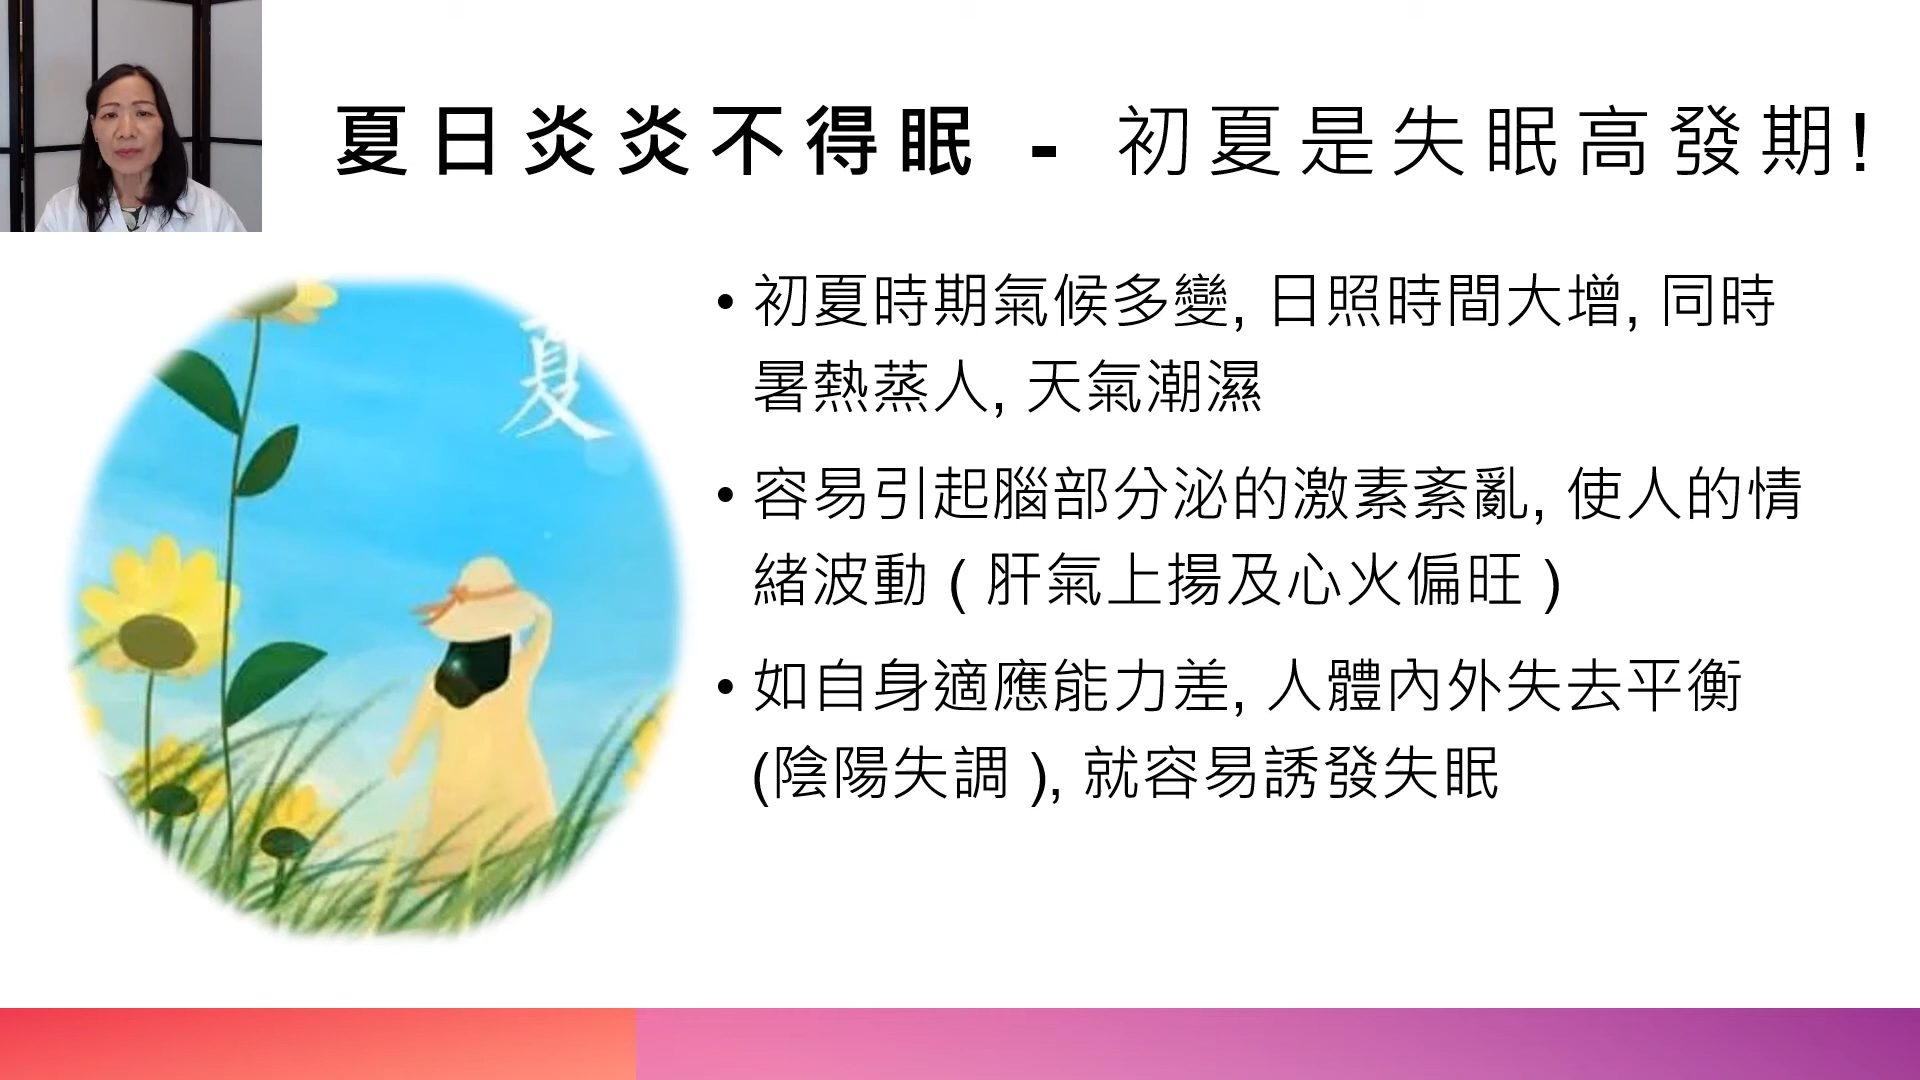 夏日炎炎不得眠 - 初夏是失眠高發期!
夏
• 初夏時期氣候多變, 日照時間大增, 同時
暑熱蒸人, 天氣潮濕
• 容易引起腦部分泌的激素紊亂, 使人的情
緒波動 ( 肝氣上揚及心火偏旺 )
• 如自身適應能力差, 人體內外失去平衡
(陰陽失調 ), 就容易誘發失眠